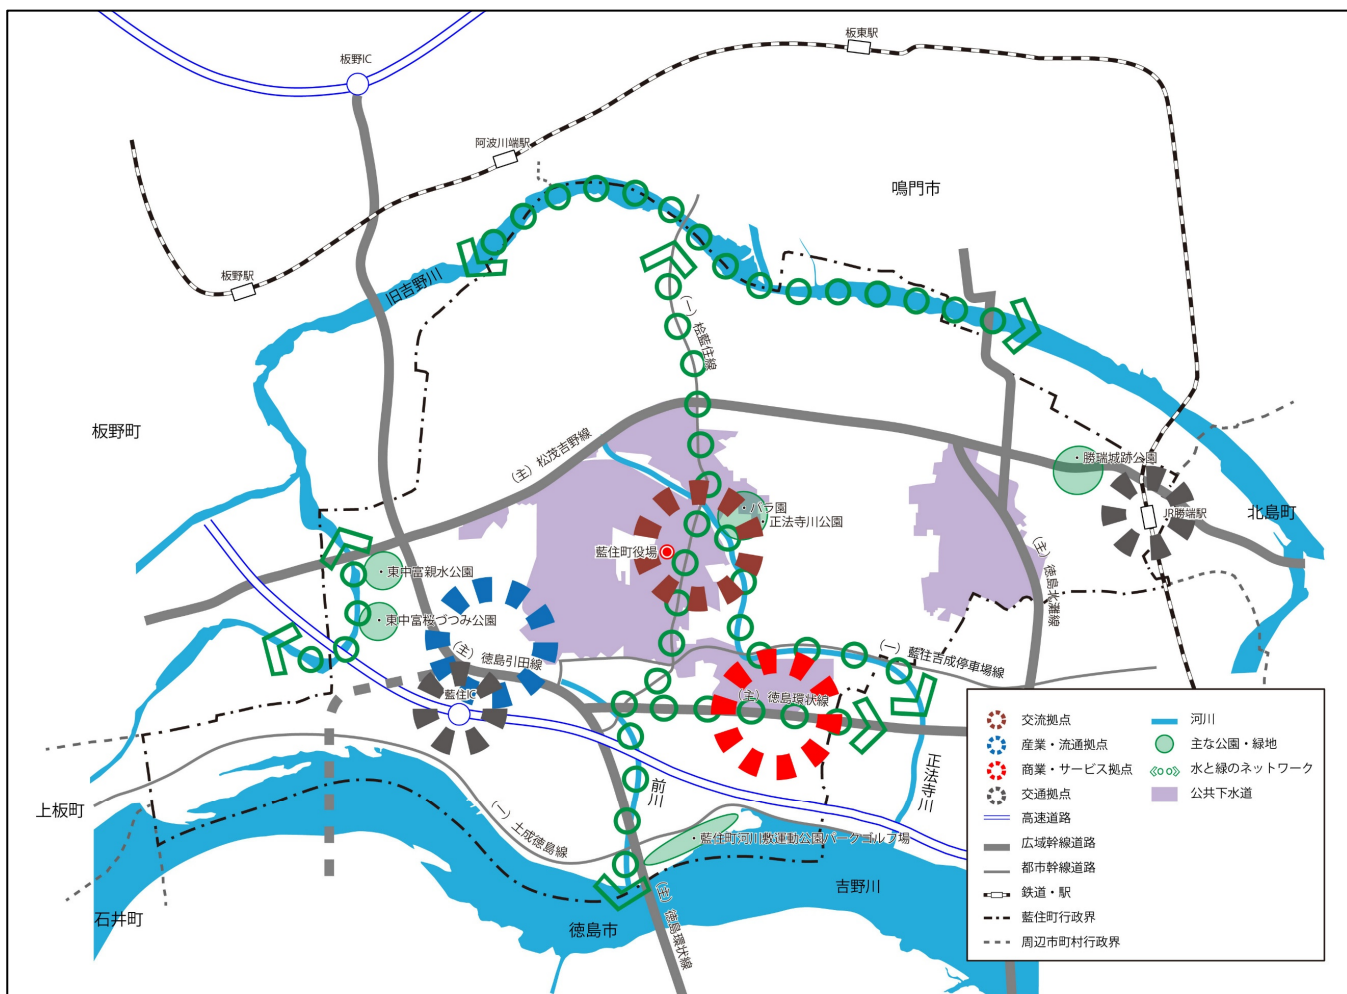 板東駅
板野IC
阿波川端駅
鳴門市
板野駅
旧吉野川
(一) 桧藍住線
板野町
(主) 松茂吉野線
勝瑞城跡公園
バラ園
正法寺川公園
JR勝瑞駅
北島町
藍住町役場
東中富親水公園
(主) 徳島北灘線
東中富桜づつみ公園
(主) 徳島引田線
(一) 藍住吉成停車場線
藍住IC
(主) 徳島環状線
前川
正法寺川
上板町
(一) 土成徳島線
藍住町河川敷運動公園パークゴルフ場
吉野川
(主) 徳島環状線
石井町
徳島市
交流拠点
産業・流通拠点
商業・サービス拠点
交通拠点
高速道路
広域幹線道路
都市幹線道路
鉄道・駅
藍住町行政界
周辺市町村行政界
河川
主な公園・緑地
水と緑のネットワーク
公共下水道